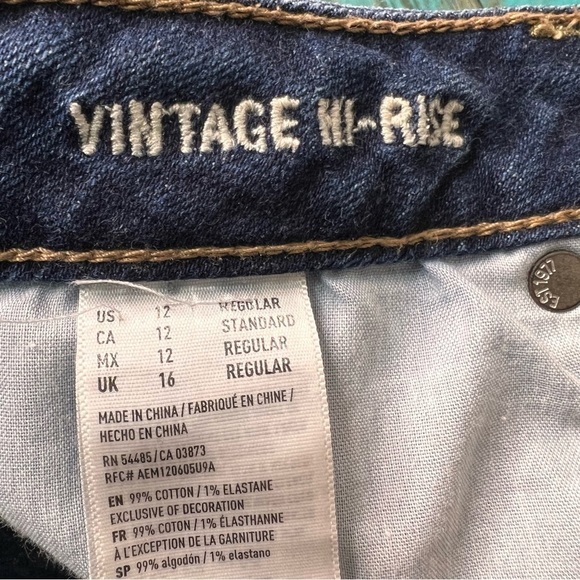 VINTAGE HI-RISE
EST 1977
US 12 REGULAR
CA 12 STANDARD
MX 12 REGULAR
UK 16 REGULAR
MADE IN CHINA / FABRIQUÉ EN CHINE /
HECHO EN CHINA
RN 54485/ CA 03873
RFC# AEM120605U9A
EN 99% COTTON / 1% ELASTANE
EXCLUSIVE OF DECORATION
FR 99% COTON / 1% ÉLASTHANNE
À L'EXCEPTION DE LA GARNITURE
SP 99% algodón / 1% elastano